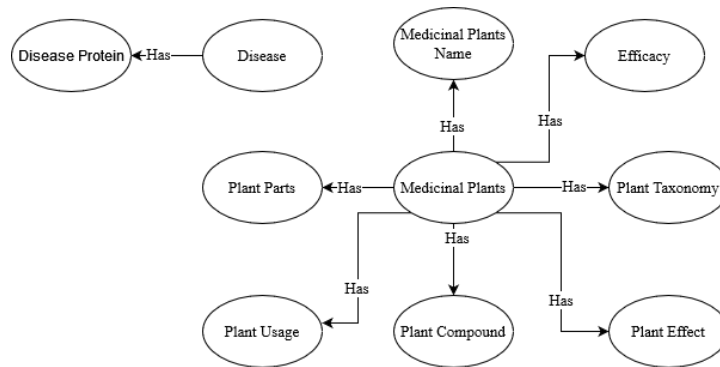 Medicinal Plants
Name
Disease Protein
Has
Disease
Efficacy
Has
Has
Plant Parts
Has
Medicinal Plants
Has
Plant Taxonomy
Has
Has
Has
Plant Usage
Plant Compound
Plant Effect